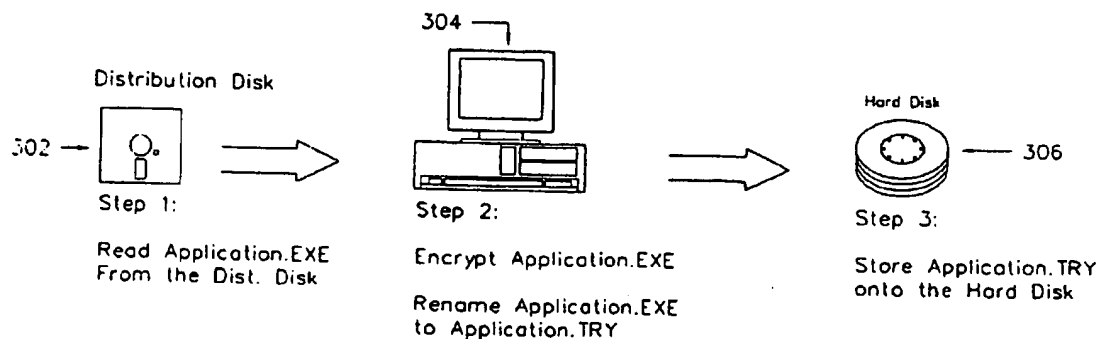 304
Distribution Disk
Hard Disk
302
306
Step 1:
Read Application.EXE
From the Dist. Disk
Step 2:
Encrypt Application.EXE
Rename Application.EXE
to Application.TRY
Step 3:
Store Application.TRY
onto the Hard Disk